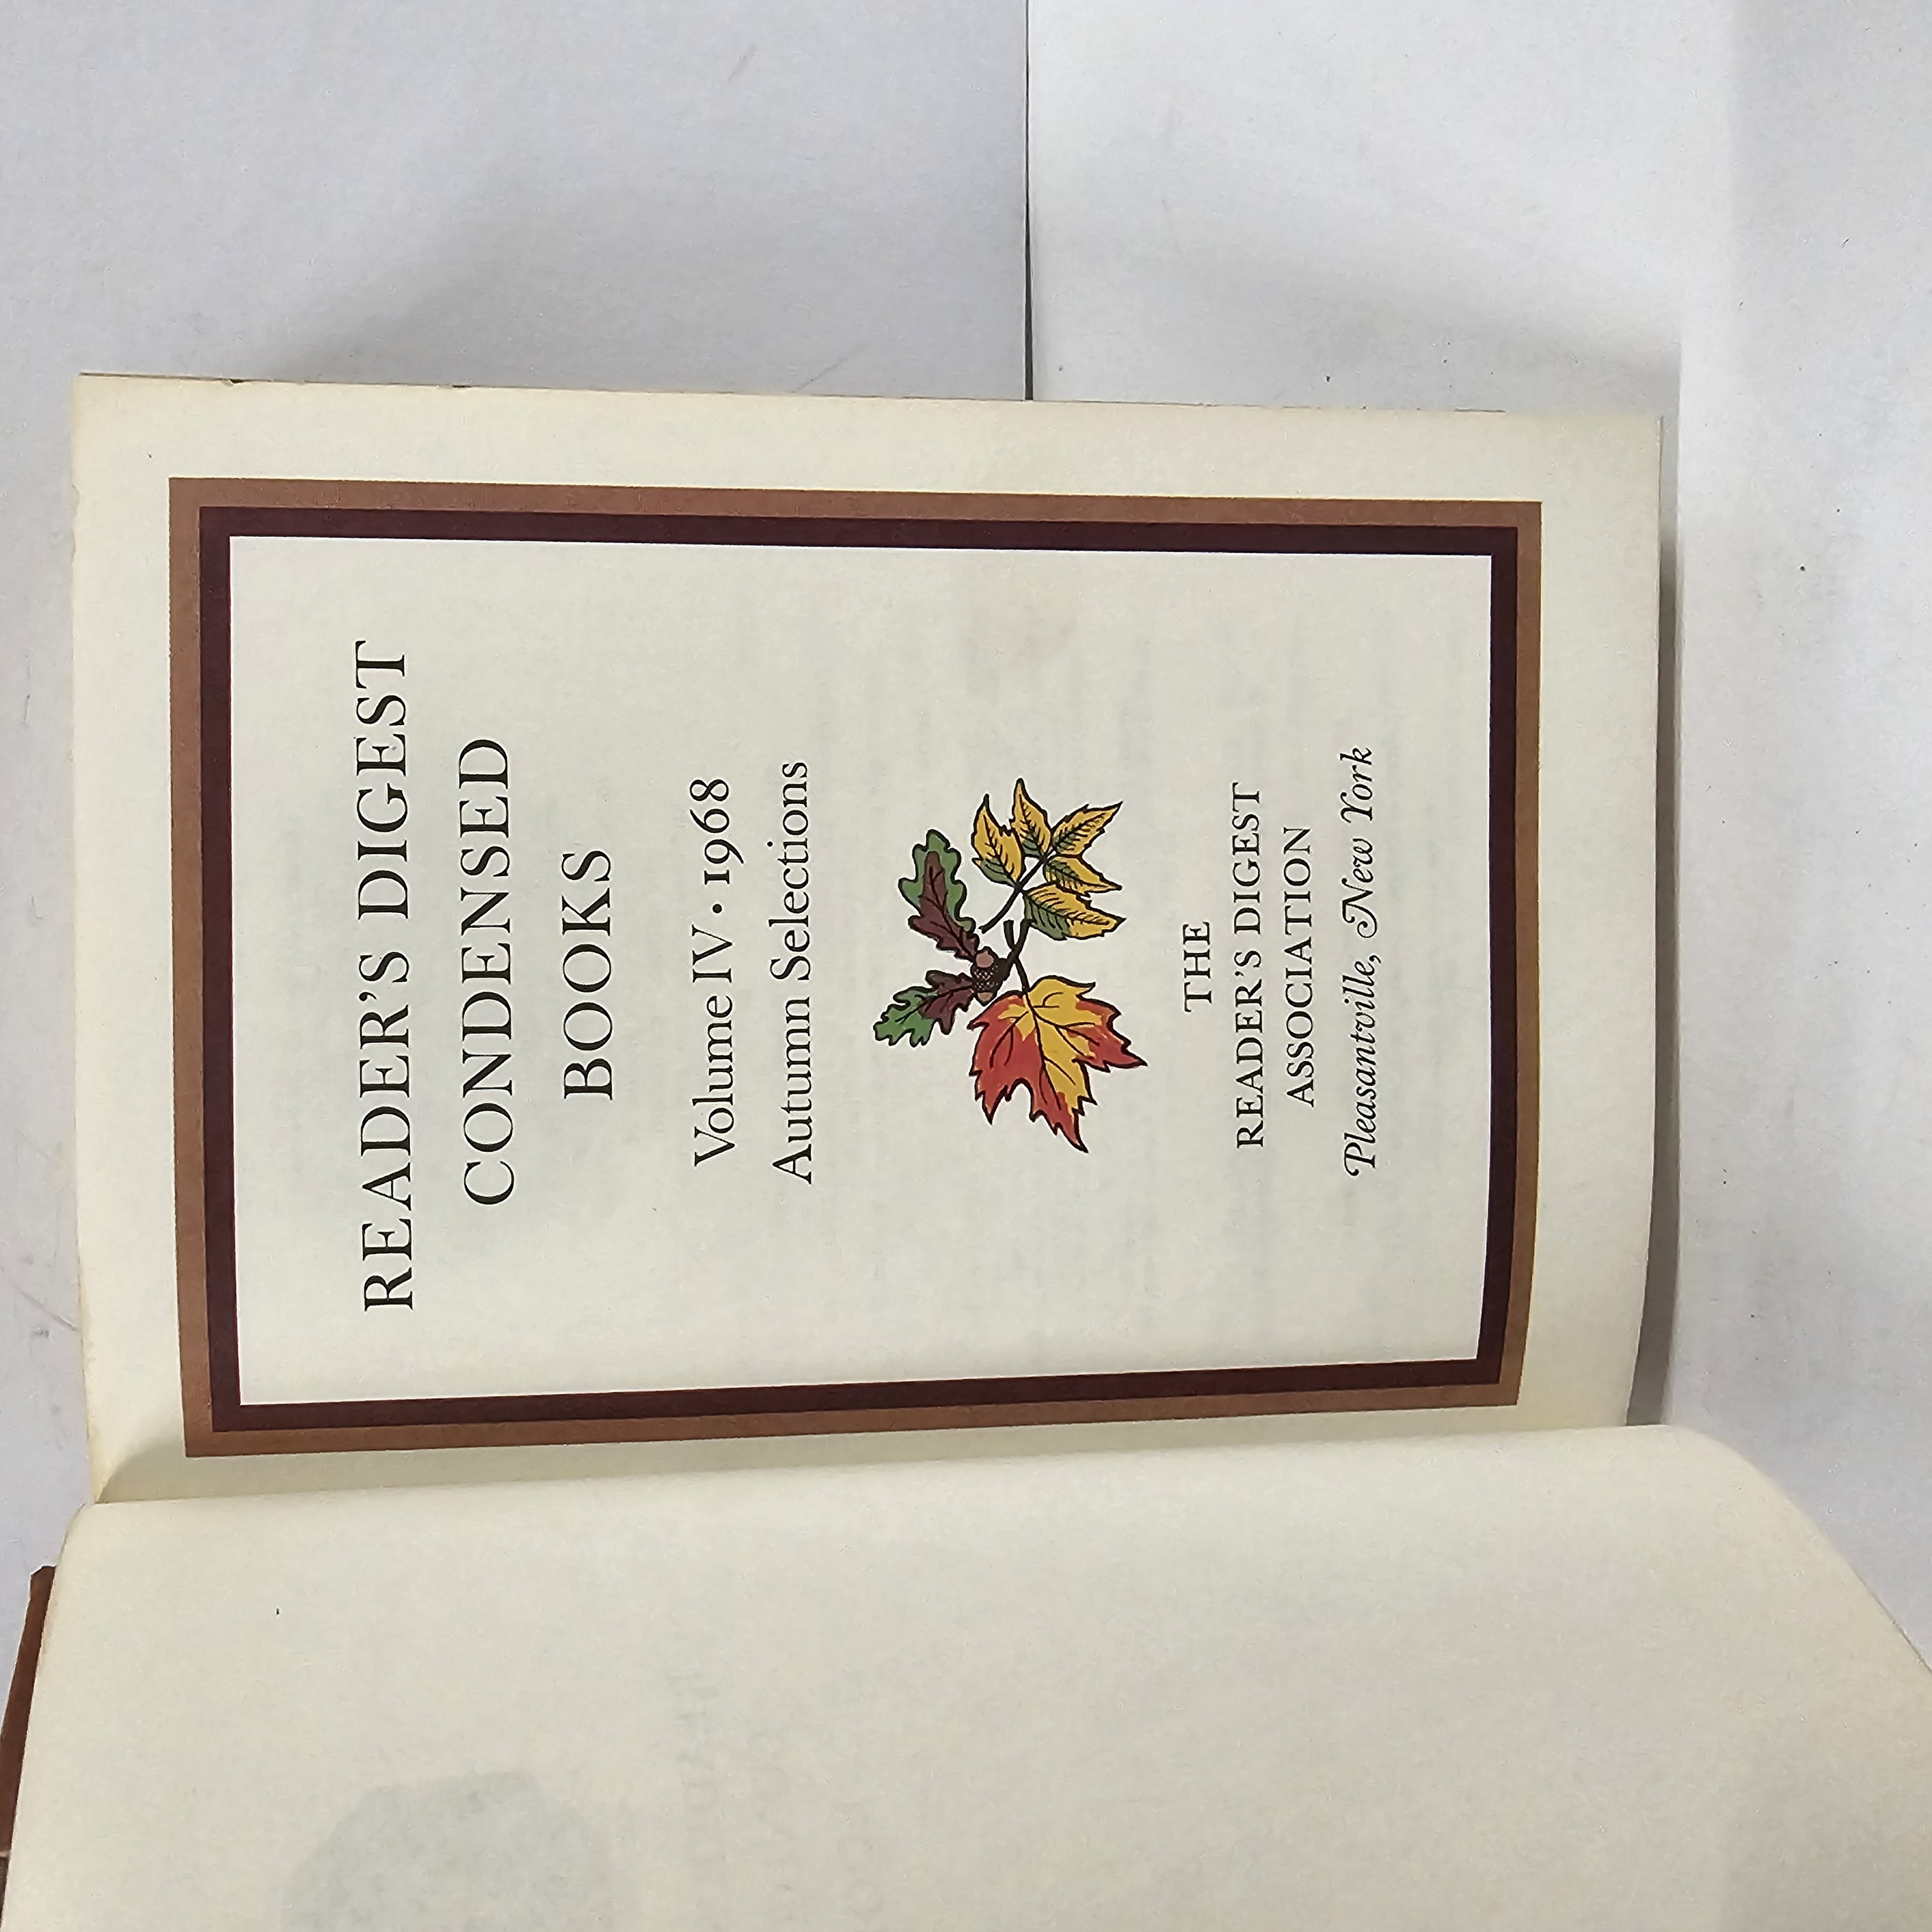 READER’S DIGEST
CONDENSED
BOOKS
Volume IV • 1968
Autumn Selections
THE
READER’S DIGEST
ASSOCIATION
Pleasantville, New York